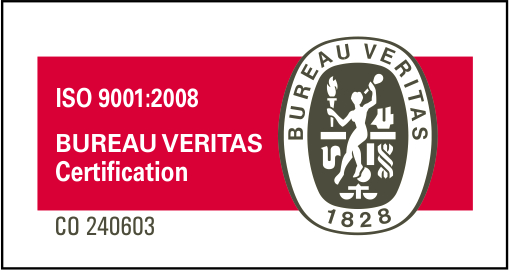 ISO 9001:2008
BUREAU VERITAS
Certification
CO 240603
BUREAU VERITAS
1828